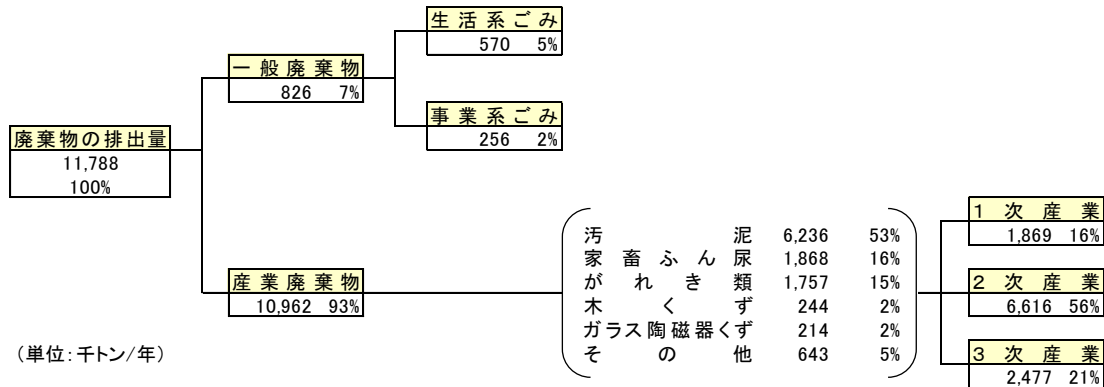 生活系ごみ
570 5%
一般廃棄物
826 7%
事業系ごみ
256 2%
廃棄物の排出量
11,788
100%
産業廃棄物
10,962 93%
汚泥 6,236 53%
家畜ふん尿 1,868 16%
がれき類 1,757 15%
木くず 244 2%
ガラス陶磁器くず 214 2%
その他 643 5%
1次産業
1,869 16%
2次産業
6,616 56%
3次産業
2,477 21%
(単位:千トン/年)